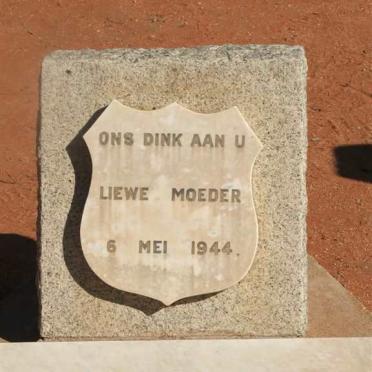 ONS DINK AAN U
LIEWE MOEDER
6 MEI 1944.